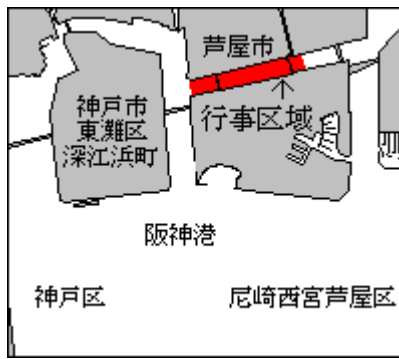 芦屋市
神戸市
東灘区
深江浜町
行事区域
阪神港
神戸区
尼崎西宮芦屋区